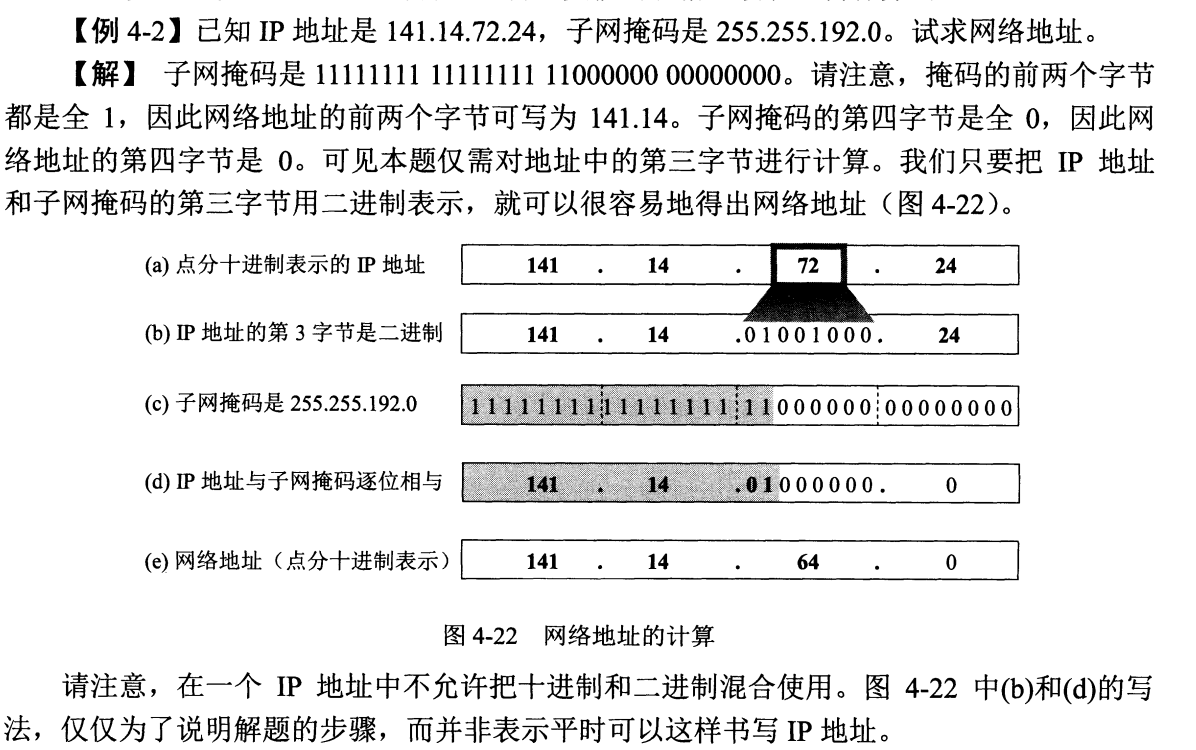 【例 4-2】已知 IP 地址是 141.14.72.24，子网掩码是 255.255.192.0。试求网络地址。
【解】 子网掩码是 11111111 11111111 11000000 00000000。请注意，掩码的前两个字节
都是全 1，因此网络地址的前两个字节可写为 141.14。子网掩码的第四字节是全 0，因此网
络地址的第四字节是 0。可见本题仅需对地址中的第三字节进行计算。我们只要把 IP 地址
和子网掩码的第三字节用二进制表示，就可以很容易地得出网络地址（图 4-22）。
(a) 点分十进制表示的 IP 地址 141 . 14 . 72 . 24
(b) IP 地址的第 3 字节是二进制 141 . 14 .01001000. 24
(c) 子网掩码是 255.255.192.0 11111111 11111111 11000000 00000000
(d) IP 地址与子网掩码逐位相与 141 . 14 .01000000. 0
(e) 网络地址（点分十进制表示） 141 . 14 . 64 . 0
图 4-22 网络地址的计算
请注意，在一个 IP 地址中不允许把十进制和二进制混合使用。图 4-22 中(b)和(d)的写
法，仅仅为了说明解题的步骤，而并非表示平时可以这样书写 IP 地址。